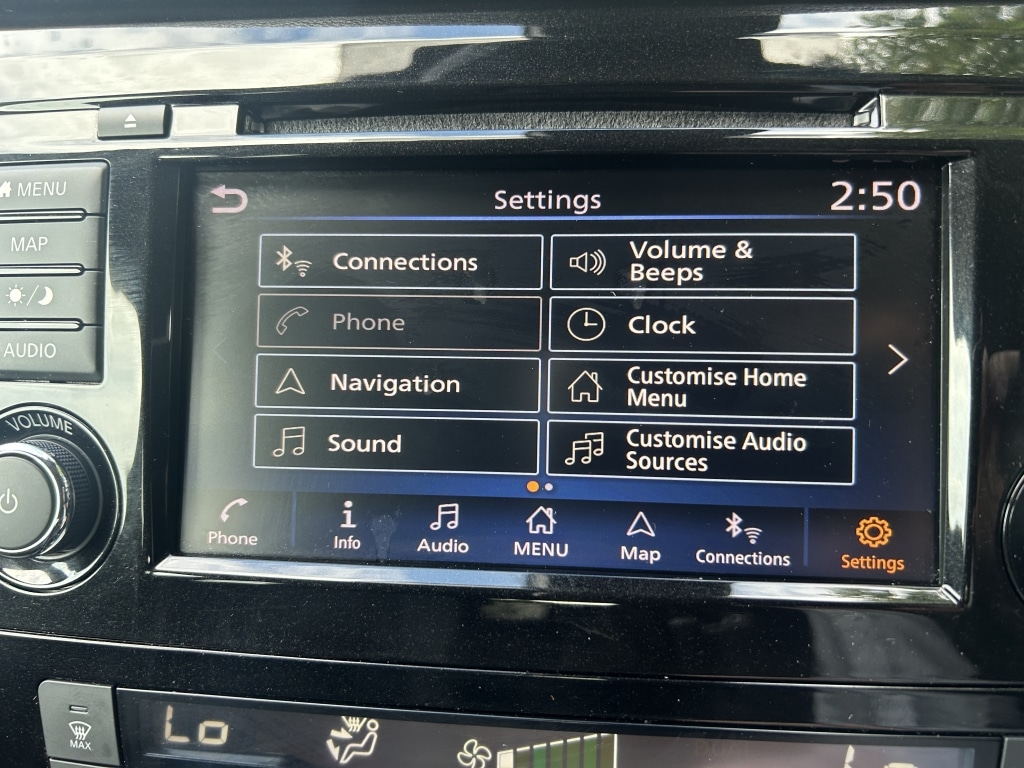 MENU
MAP
AUDIO
VOLUME
Settings
2:50
Connections
Volume &
Beeps
Phone
Clock
Navigation
Customise Home
Menu
Sound
Customise Audio
Sources
Phone
Info
Audio
MENU
Map
Connections
Settings
MAX
Lo